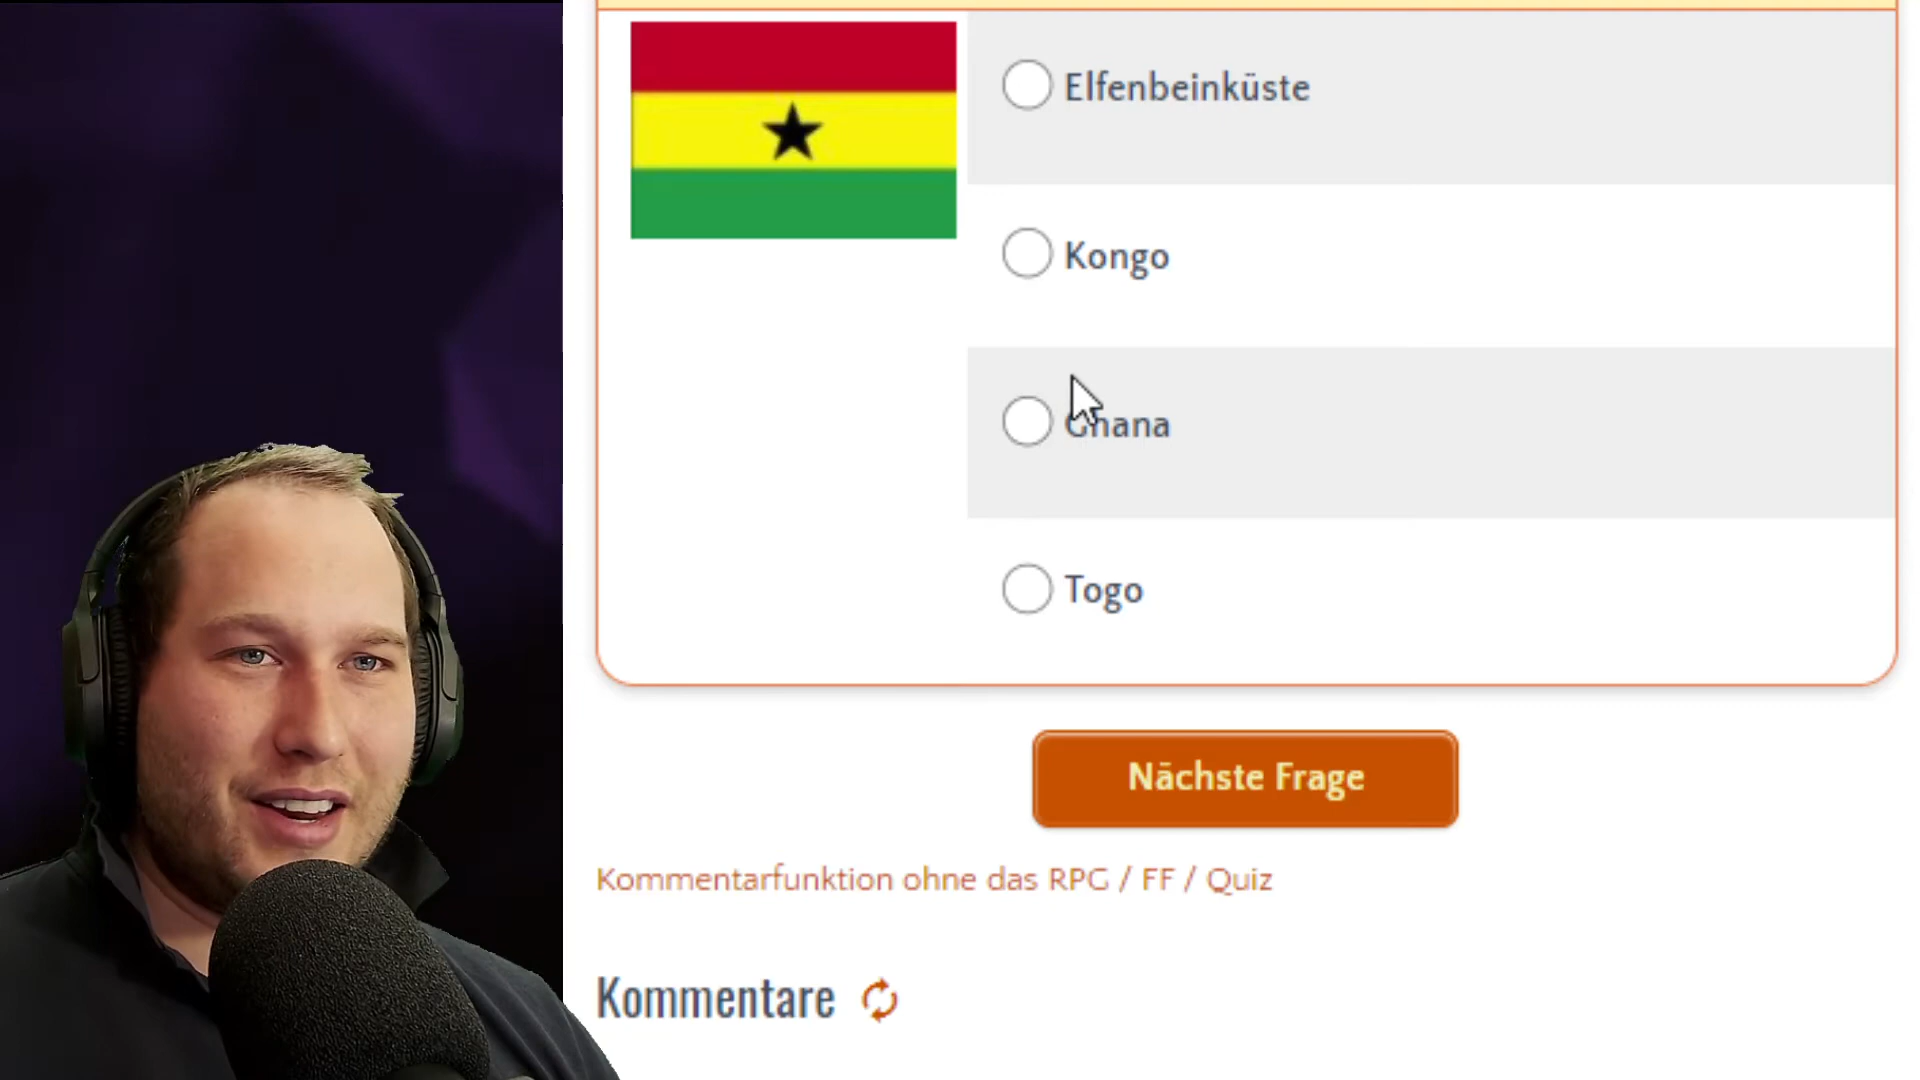 Elfenbeinküste
Kongo
Ghana
Togo
Nächste Frage
Kommentarfunktion ohne das RPG / FF / Quiz
Kommentare